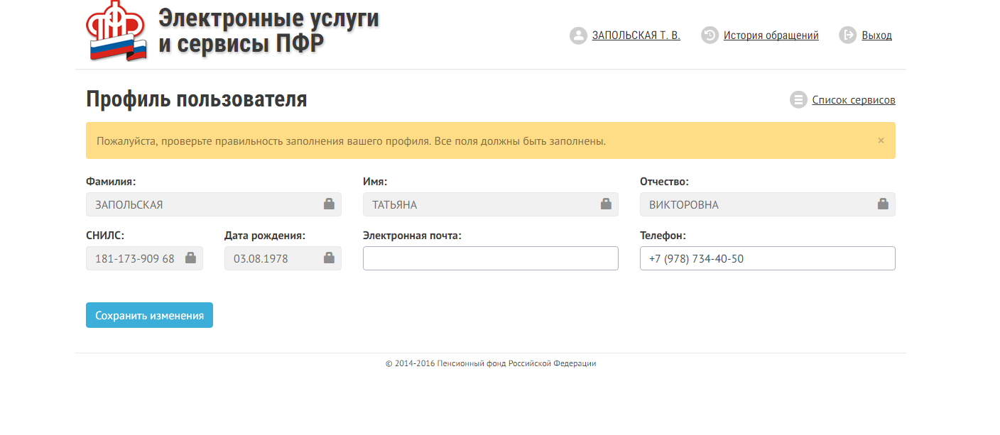 Электронные услуги
и сервисы ПФР
ЗАПОЛЬСКАЯ Т. В.
История обращений
Выход
Профиль пользователя
Список сервисов
Пожалуйста, проверьте правильность заполнения вашего профиля. Все поля должны быть заполнены.
×
Фамилия:
Имя:
Отчество:
ЗАПОЛЬСКАЯ
ТАТЬЯНА
ВИКТОРОВНА
СНИЛС:
Дата рождения:
Электронная почта:
Телефон:
181-173-909 68
03.08.1978
+7 (978) 734-40-50
Сохранить изменения
© 2014-2016 Пенсионный фонд Российской Федерации